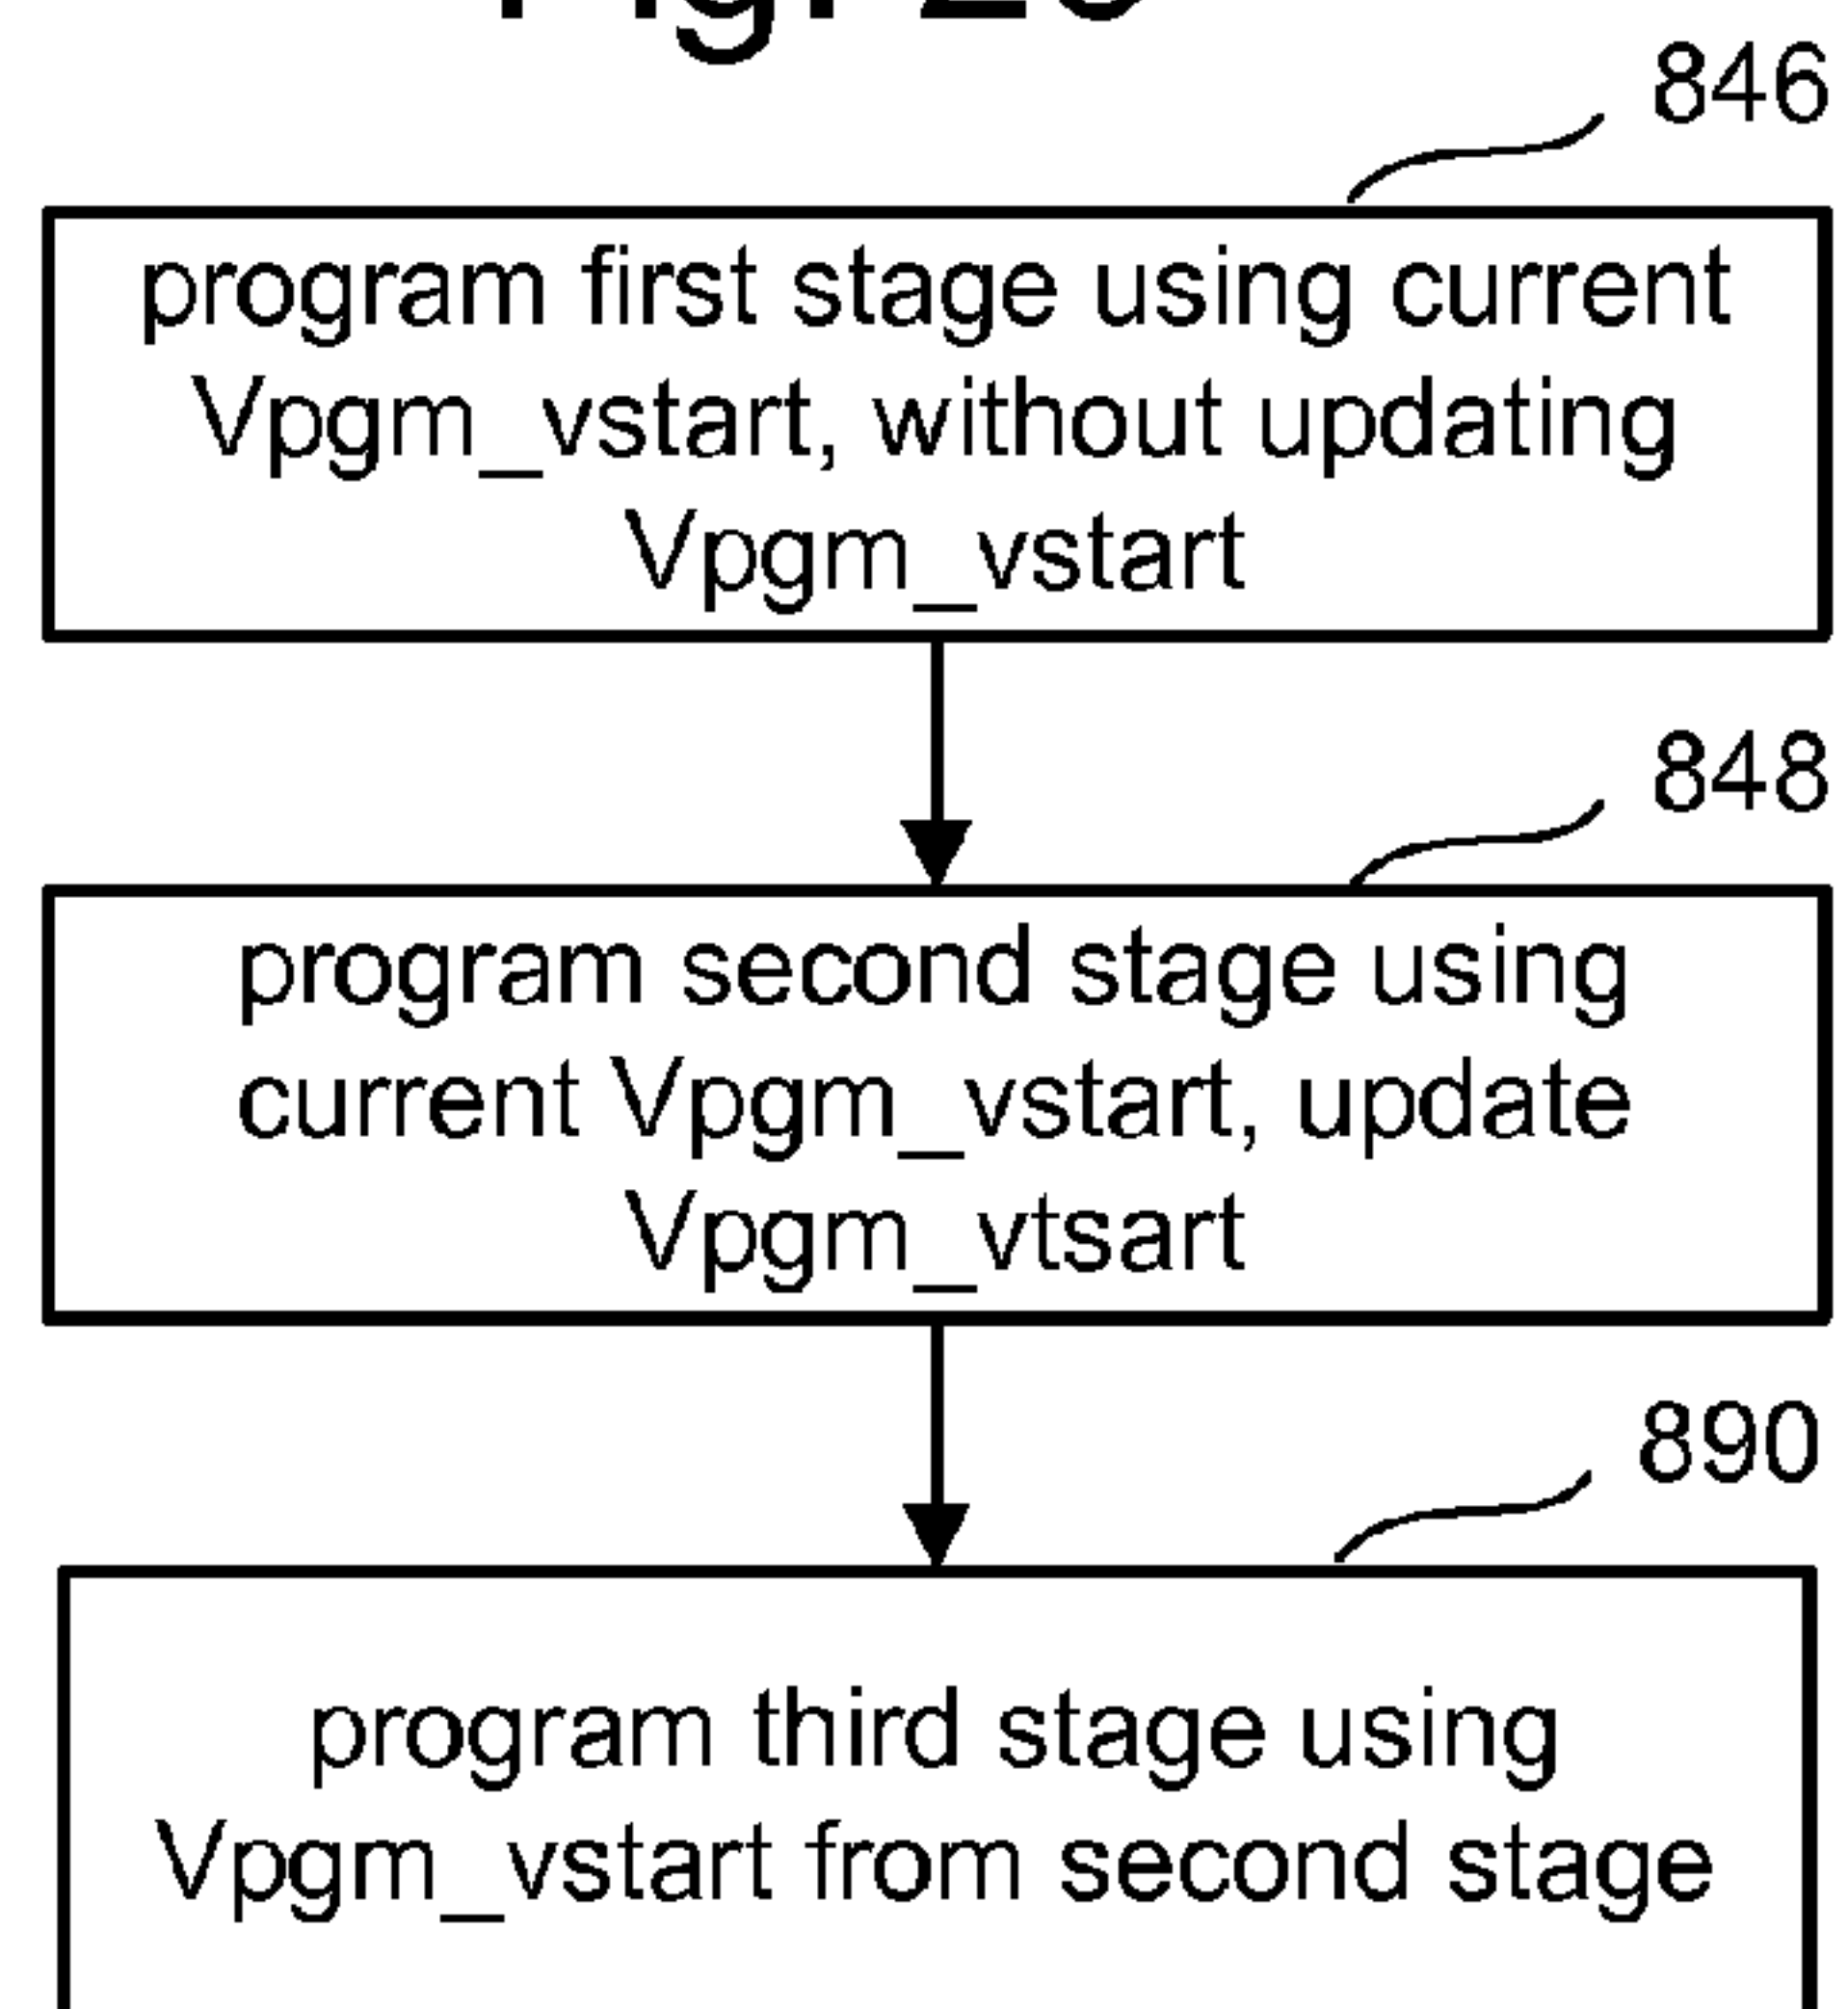 846
program first stage using current
Vpgm_vstart, without updating
Vpgm_vstart
848
program second stage using
current Vpgm_vstart, update
Vpgm_vtsart
890
program third stage using
Vpgm_vstart from second stage